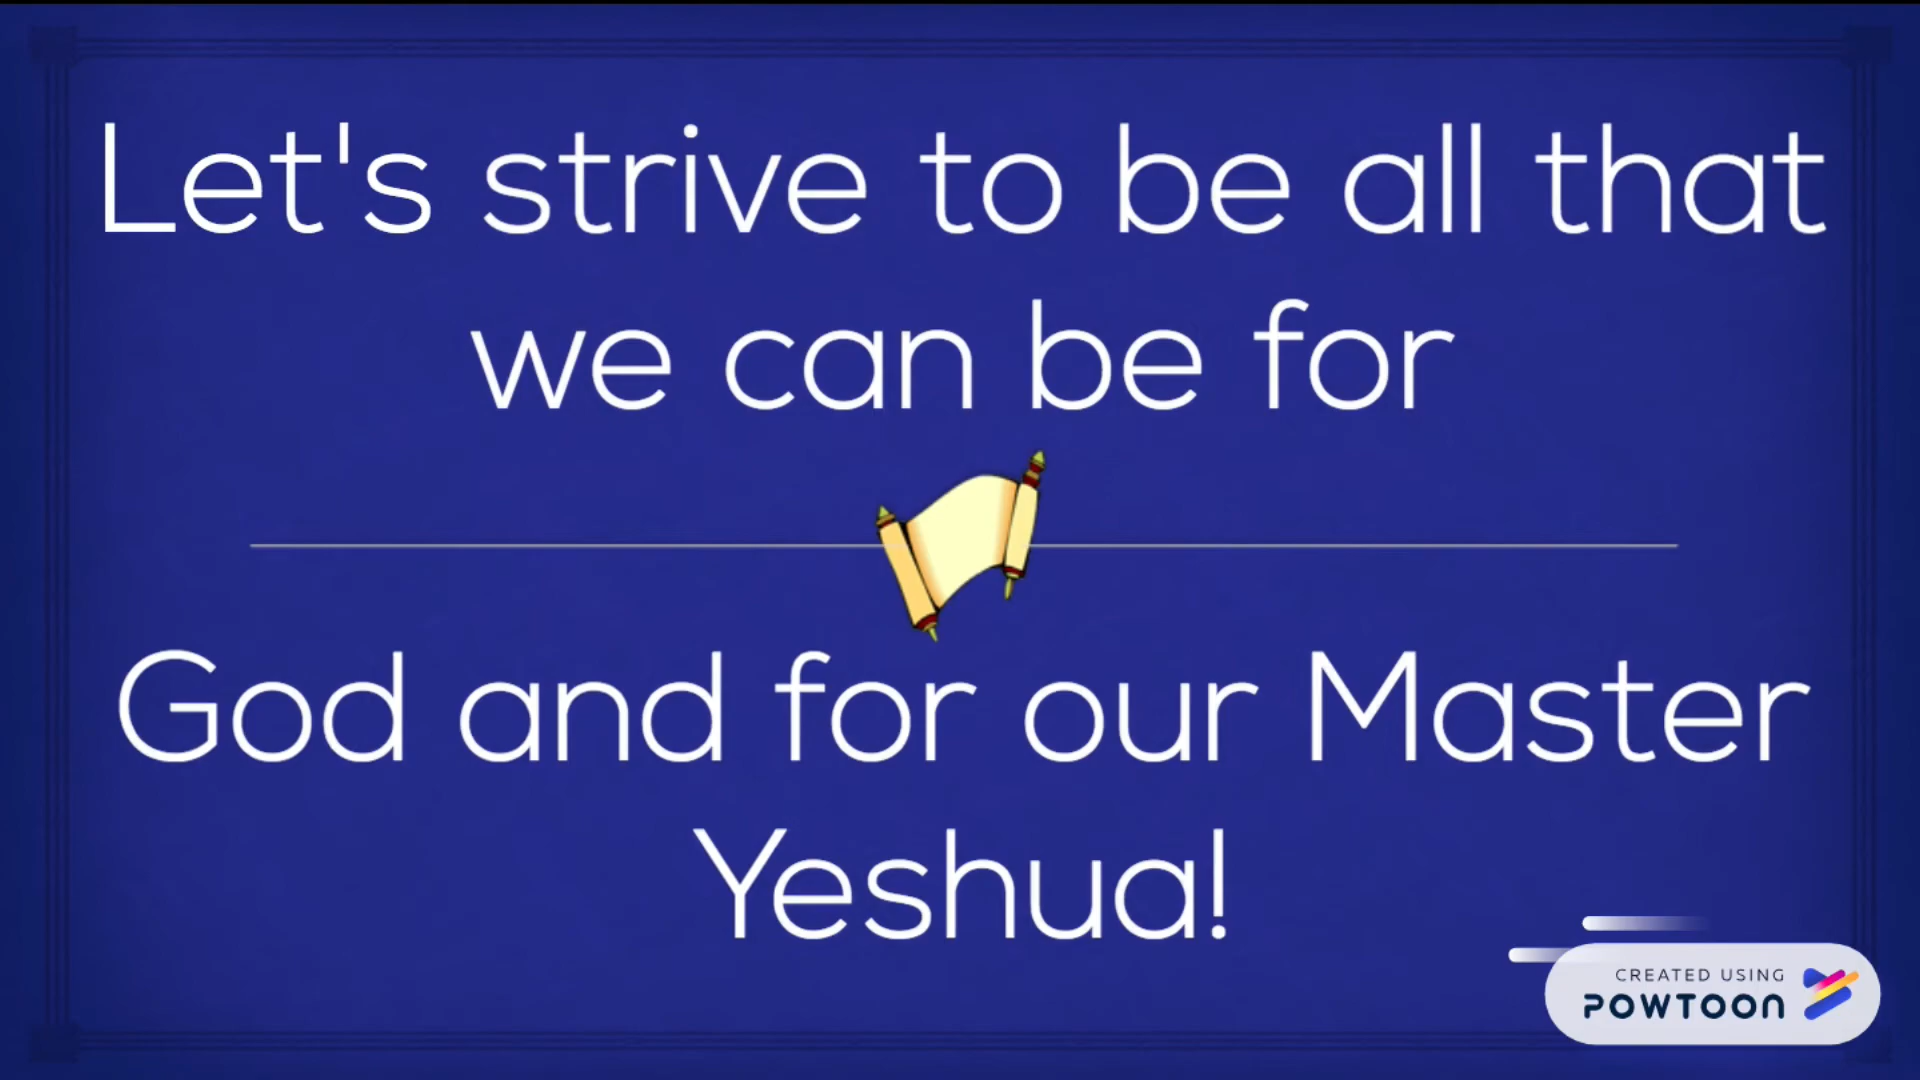 Let's strive to be all that
we can be for
God and for our Master
Yeshua!
CREATED USING
POWTOON